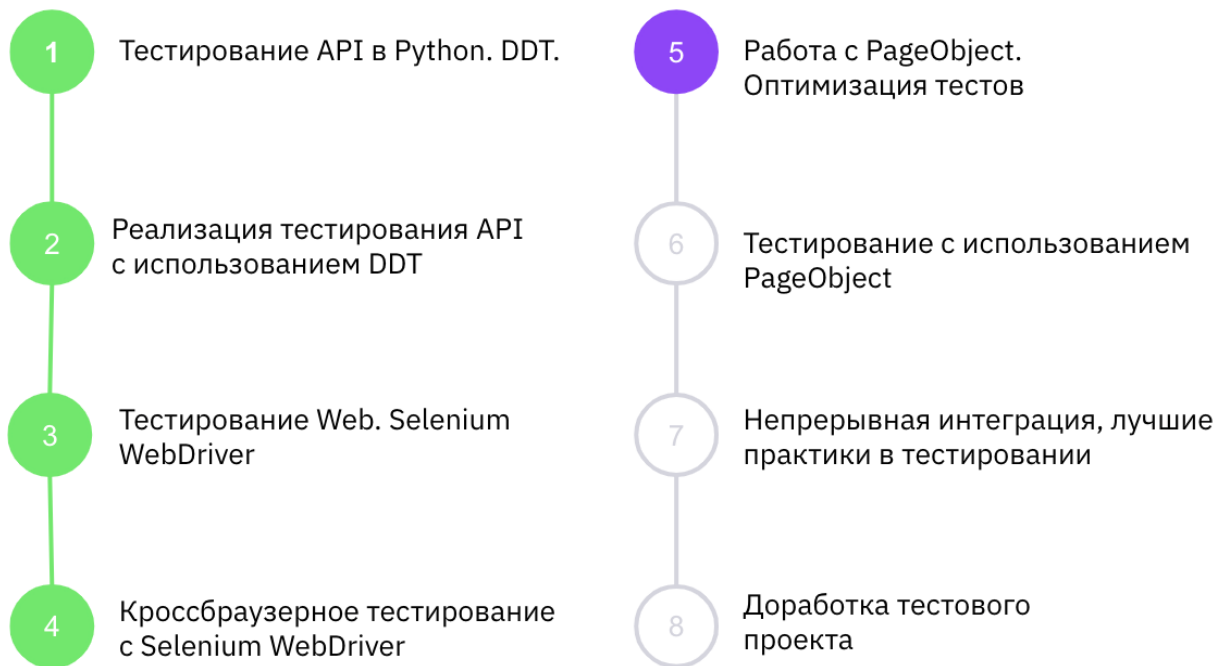 1
Тестирование API в Python. DDT.
2
Реализация тестирования API
с использованием DDT
3
Тестирование Web. Selenium
WebDriver
4
Кроссбраузерное тестирование
с Selenium WebDriver
5
Работа с PageObject.
Оптимизация тестов
6
Тестирование с использованием
PageObject
7
Непрерывная интеграция, лучшие
практики в тестировании
8
Доработка тестового
проекта